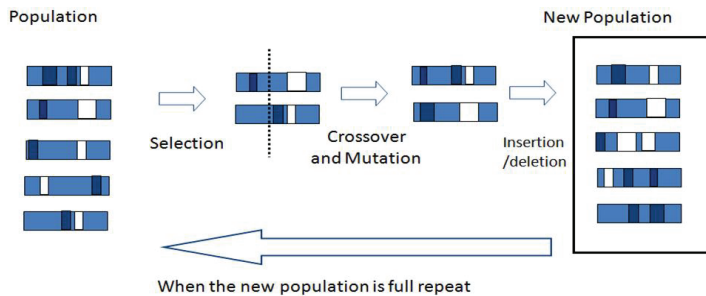 Population
New Population
Selection
Crossover
and Mutation
Insertion
/deletion
When the new population is full repeat